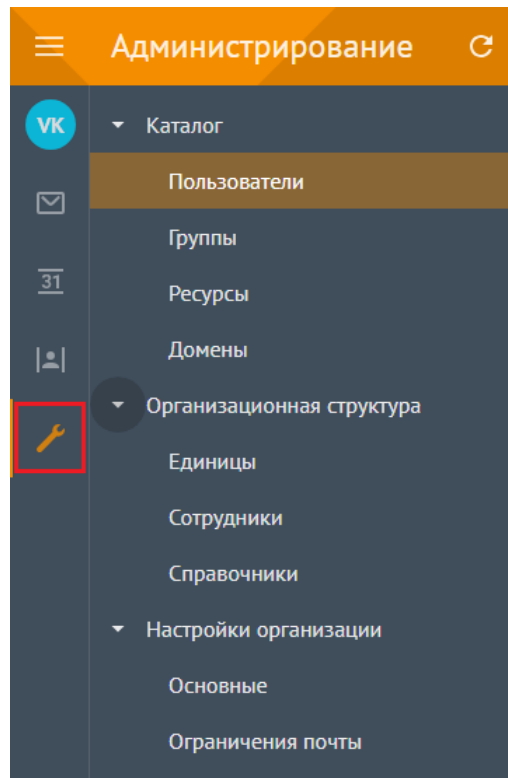 Администрирование
VK
Каталог
Пользователи
Группы
31
Ресурсы
Домены
Организационная структура
Единицы
Сотрудники
Справочники
Настройки организации
Основные
Ограничения почты